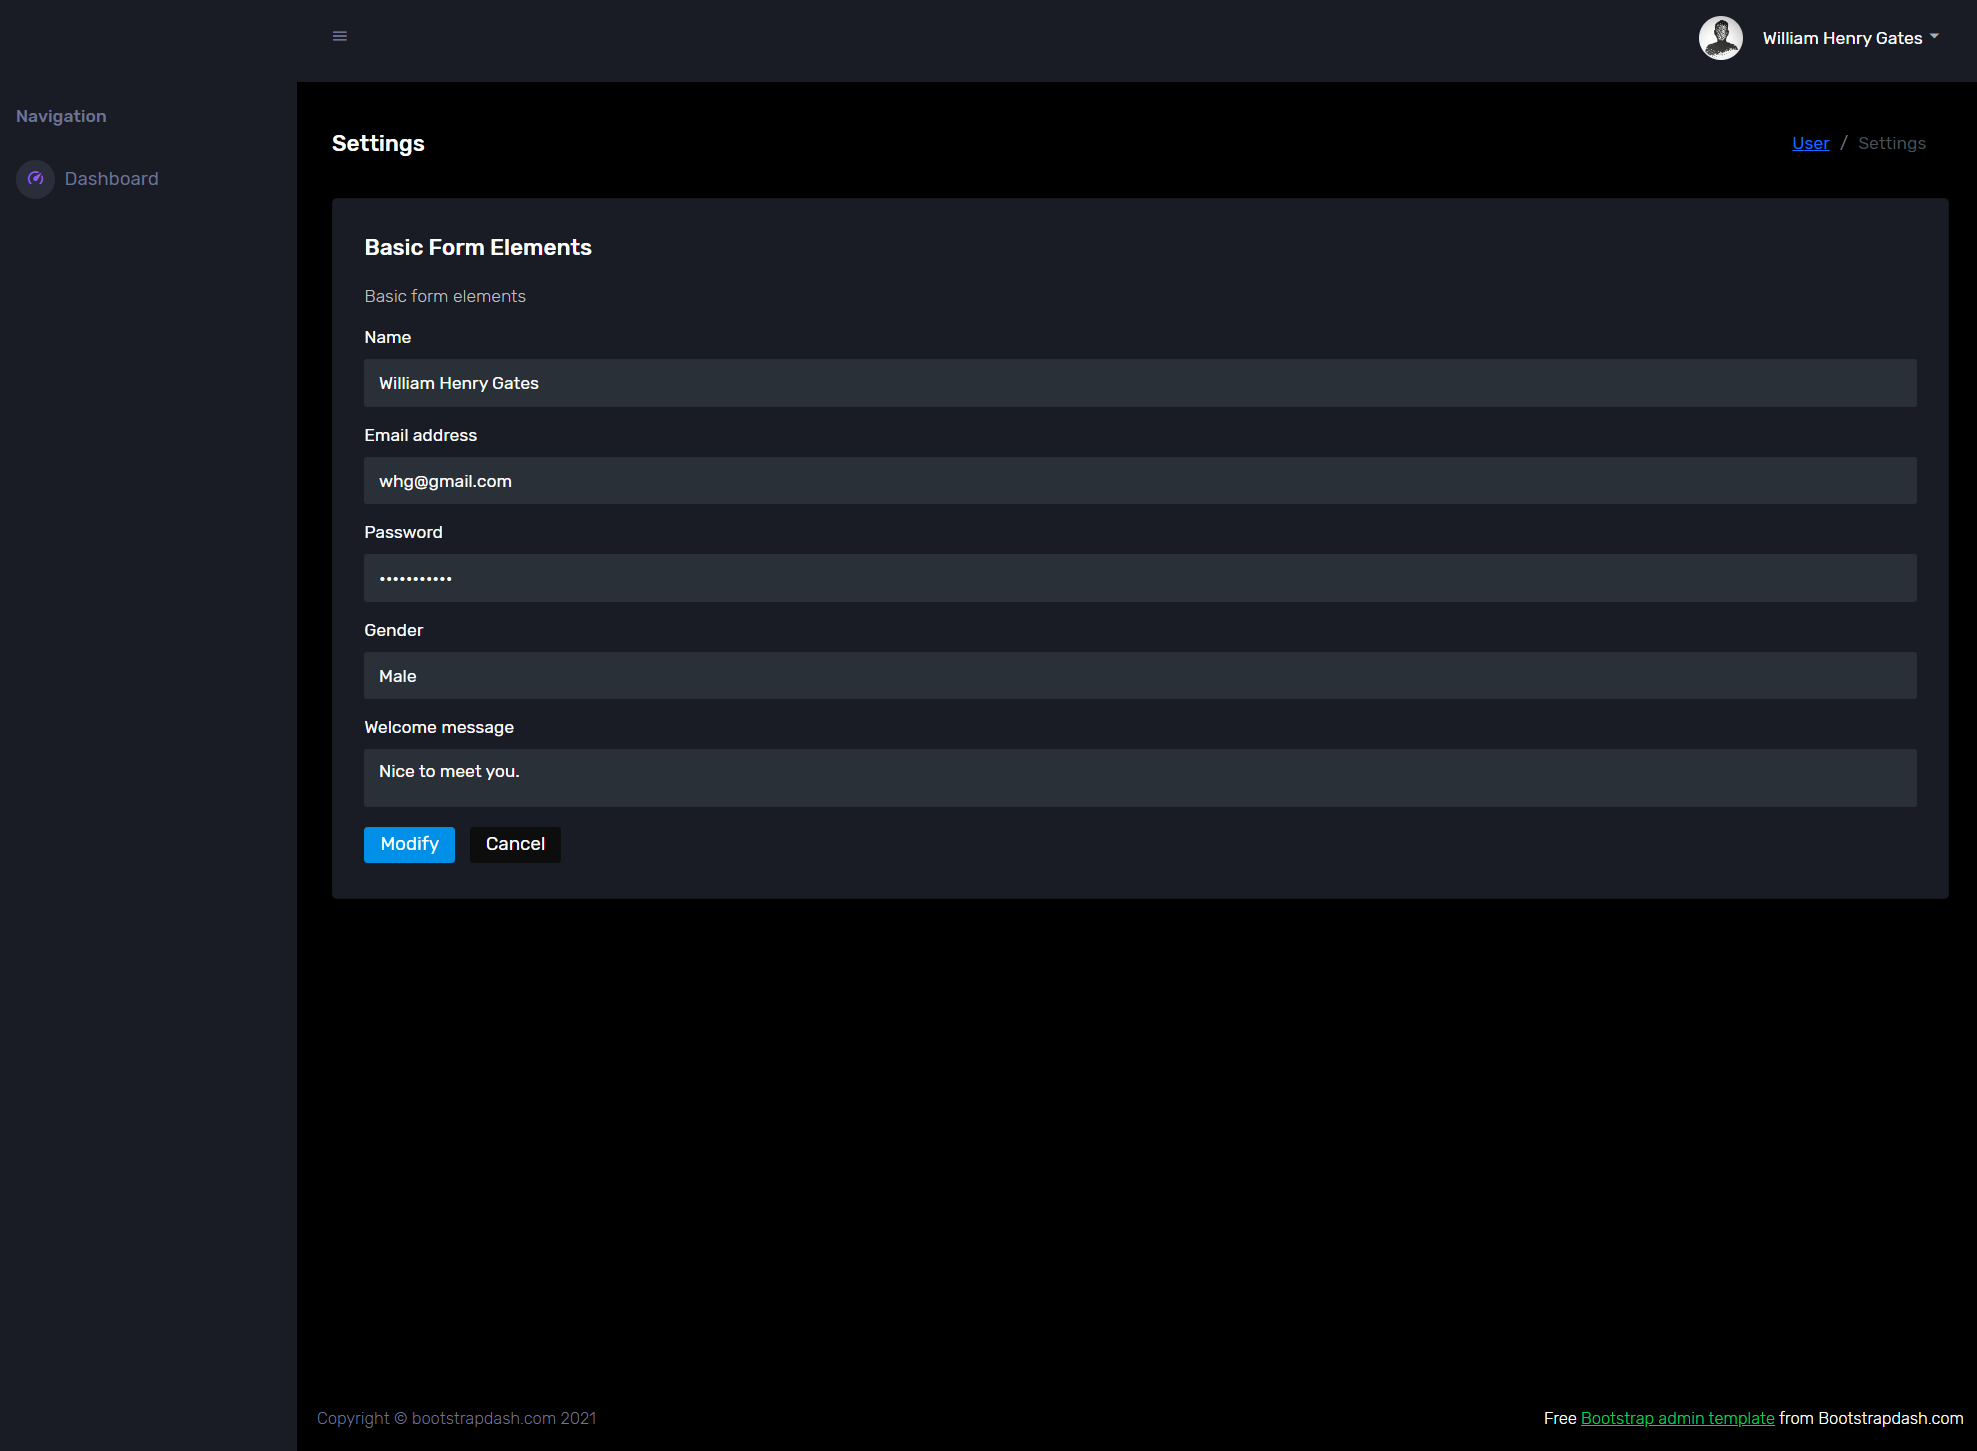 William Henry Gates
Navigation
Dashboard
Settings
User / Settings
Basic Form Elements
Basic form elements
Name
William Henry Gates
Email address
whg@gmail.com
Password
•••••••••••
Gender
Male
Welcome message
Nice to meet you.
Modify Cancel
Copyright © bootstrapdash.com 2021
Free Bootstrap admin template from Bootstrapdash.com